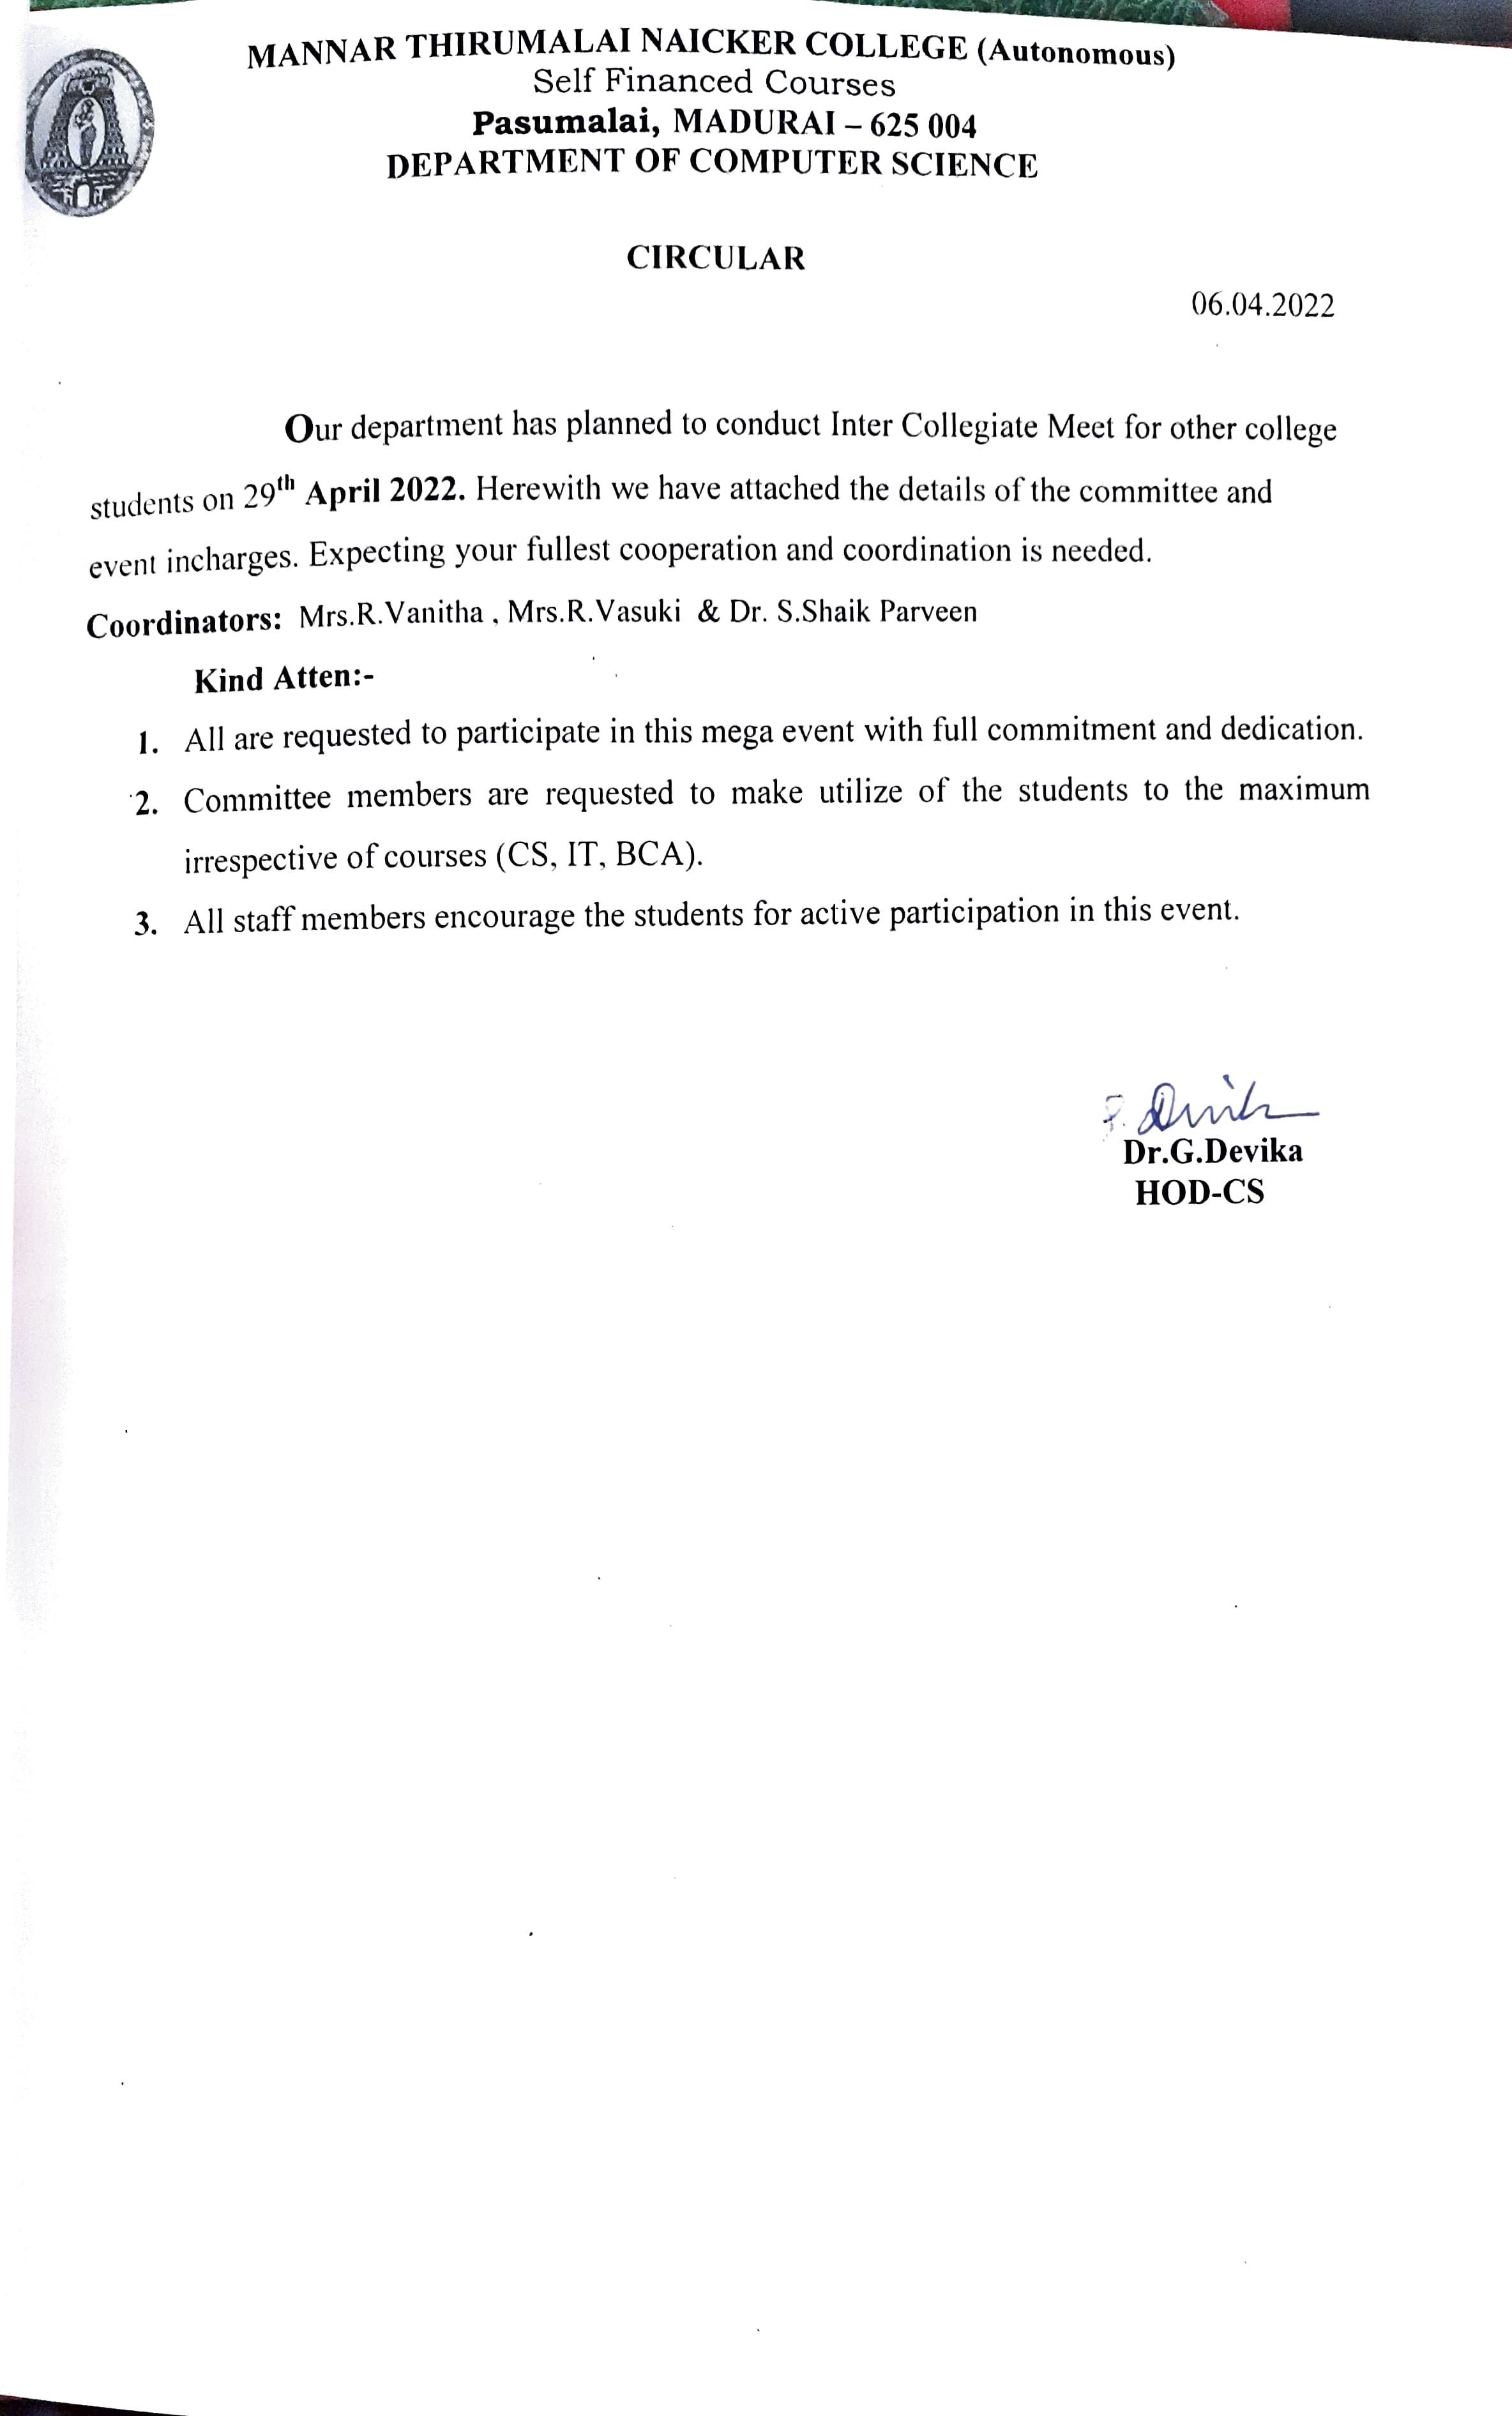 MANNAR THIRUMALAI NAICKER COLLEGE (Autonomous)
Self Financed Courses
Pasumalai, MADURAI – 625 004
DEPARTMENT OF COMPUTER SCIENCE
CIRCULAR
06.04.2022
Our department has planned to conduct Inter Collegiate Meet for other college
students on 29th April 2022. Herewith we have attached the details of the committee and
event incharges. Expecting your fullest cooperation and coordination is needed.
Coordinators: Mrs.R.Vanitha , Mrs.R.Vasuki & Dr. S.Shaik Parveen
Kind Atten:-
1. All are requested to participate in this mega event with full commitment and dedication.
2. Committee members are requested to make utilize of the students to the maximum
irrespective of courses (CS, IT, BCA).
3. All staff members encourage the students for active participation in this event.
Dr.G.Devika
HOD-CS